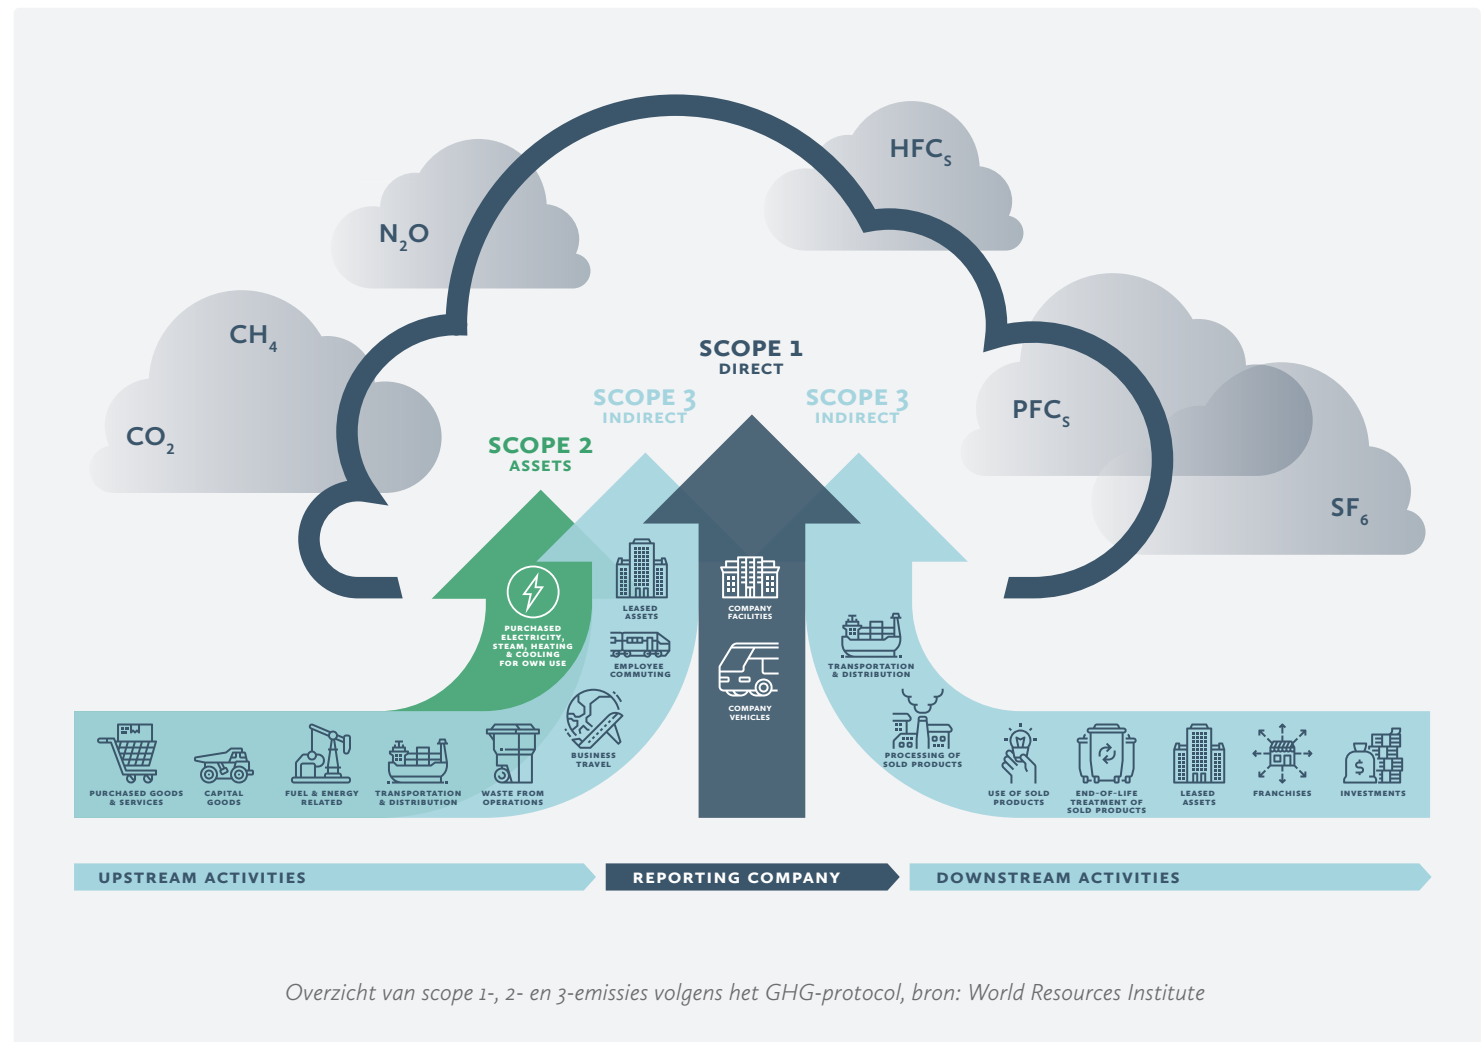 HFCS
N2O
CH4
SCOPE 1
DIRECT
SCOPE 3
INDIRECT
SCOPE 3
INDIRECT
PFCS
CO2
SCOPE 2
ASSETS
SF6
PURCHASED
ELECTRICITY,
STEAM, HEATING
& COOLING
FOR OWN USE
LEASED
ASSETS
EMPLOYEE
COMMUTING
BUSINESS
TRAVEL
COMPANY
FACILITIES
COMPANY
VEHICLES
TRANSPORTATION
& DISTRIBUTION
PROCESSING OF
SOLD PRODUCTS
PURCHASED GOODS
& SERVICES
CAPITAL
GOODS
FUEL & ENERGY
RELATED
TRANSPORTATION
& DISTRIBUTION
WASTE FROM
OPERATIONS
USE OF SOLD
PRODUCTS
END-OF-LIFE
TREATMENT OF
SOLD PRODUCTS
LEASED
ASSETS
FRANCHISES
$
INVESTMENTS
UPSTREAM ACTIVITIES
REPORTING COMPANY
DOWNSTREAM ACTIVITIES
Overzicht van scope 1-, 2- en 3-emissies volgens het GHG-protocol, bron: World Resources Institute